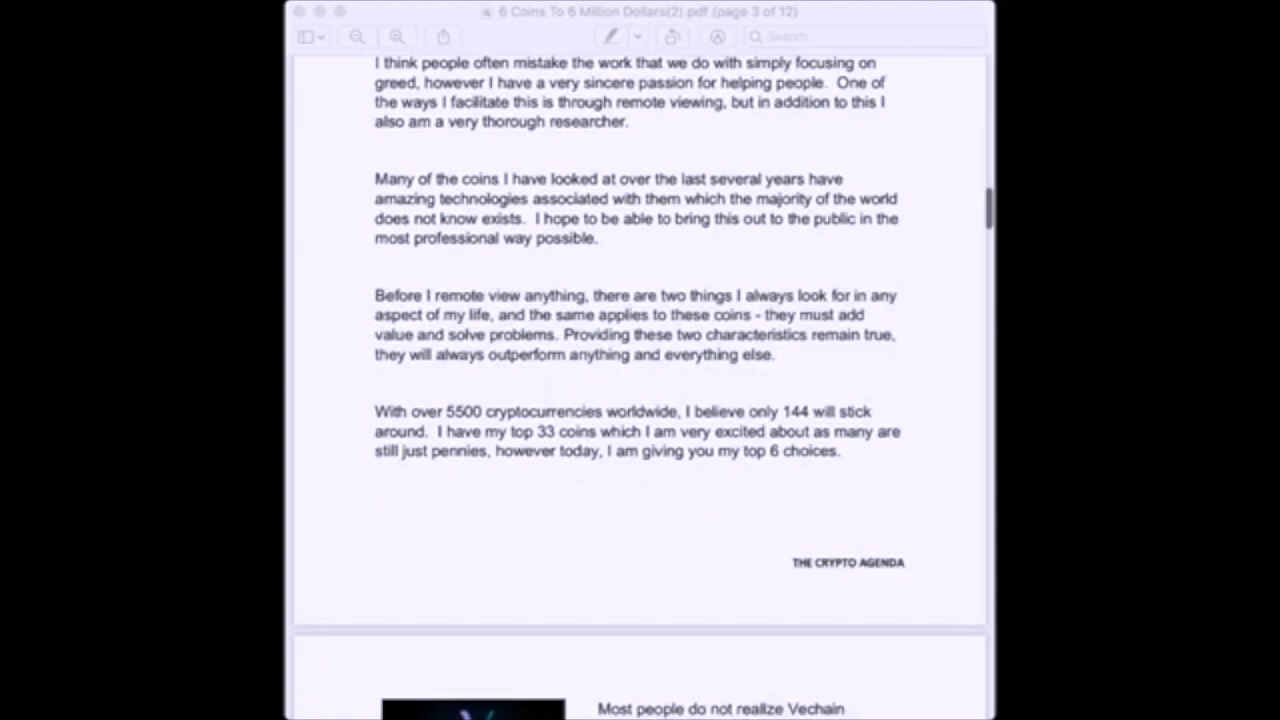 6 Coins To 6 Million Dollars(2).pdf (page 3 of 12)
Search
I think people often mistake the work that we do with simply focusing on
greed, however I have a very sincere passion for helping people.  One of
the ways I facilitate this is through remote viewing, but in addition to this I
also am a very thorough researcher.
Many of the coins I have looked at over the last several years have
amazing technologies associated with them which the majority of the world
does not know exists.  I hope to be able to bring this out to the public in the
most professional way possible.
Before I remote view anything, there are two things I always look for in any
aspect of my life, and the same applies to these coins - they must add
value and solve problems. Providing these two characteristics remain true,
they will always outperform anything and everything else.
With over 5500 cryptocurrencies worldwide, I believe only 144 will stick
around.  I have my top 33 coins which I am very excited about as many are
still just pennies, however today, I am giving you my top 6 choices.
THE CRYPTO AGENDA
Most people do not realize Vechain